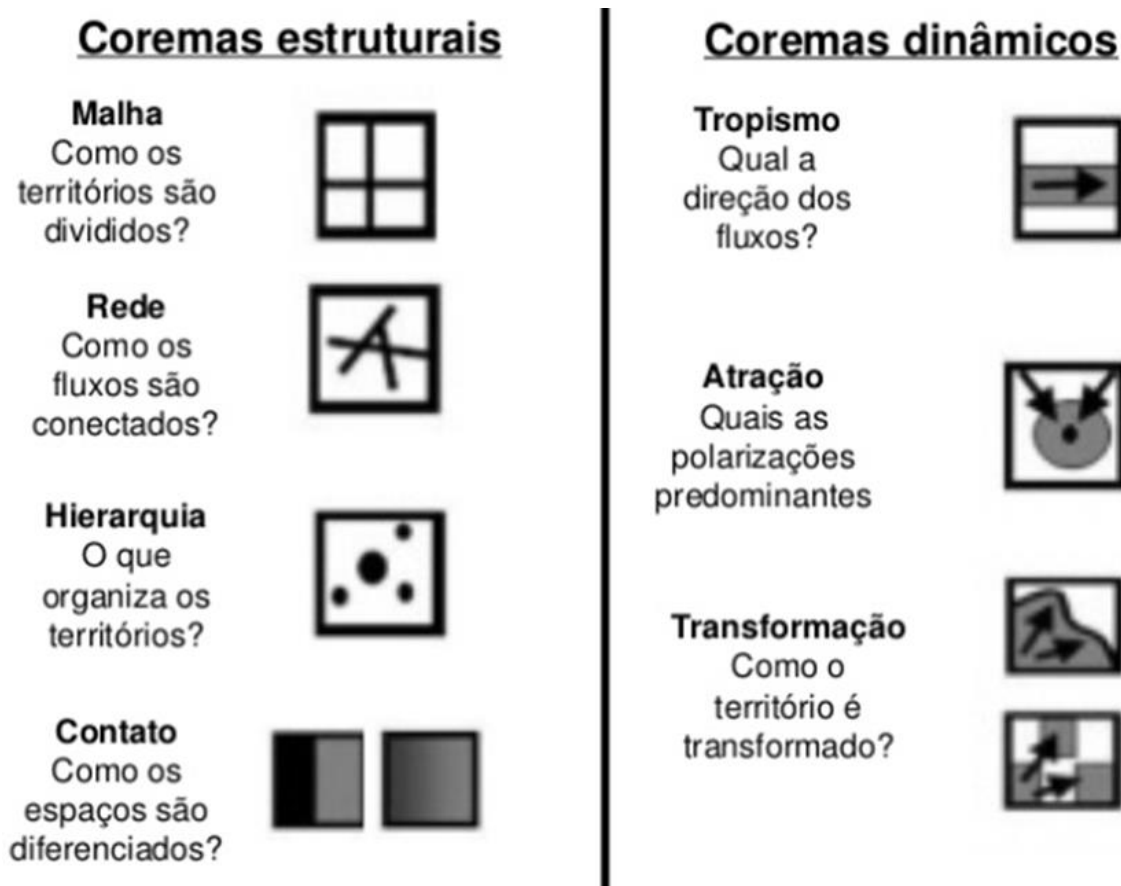 Coremas estruturais
Malha
Como os
territórios são
divididos?
Rede
Como os
fluxos são
conectados?
Hierarquia
O que
organiza os
territórios?
Contato
Como os
espaços são
diferenciados?
Coremas dinâmicos
Tropismo
Qual a
direção dos
fluxos?
Atração
Quais as
polarizações
predominantes
Transformação
Como o
território é
transformado?